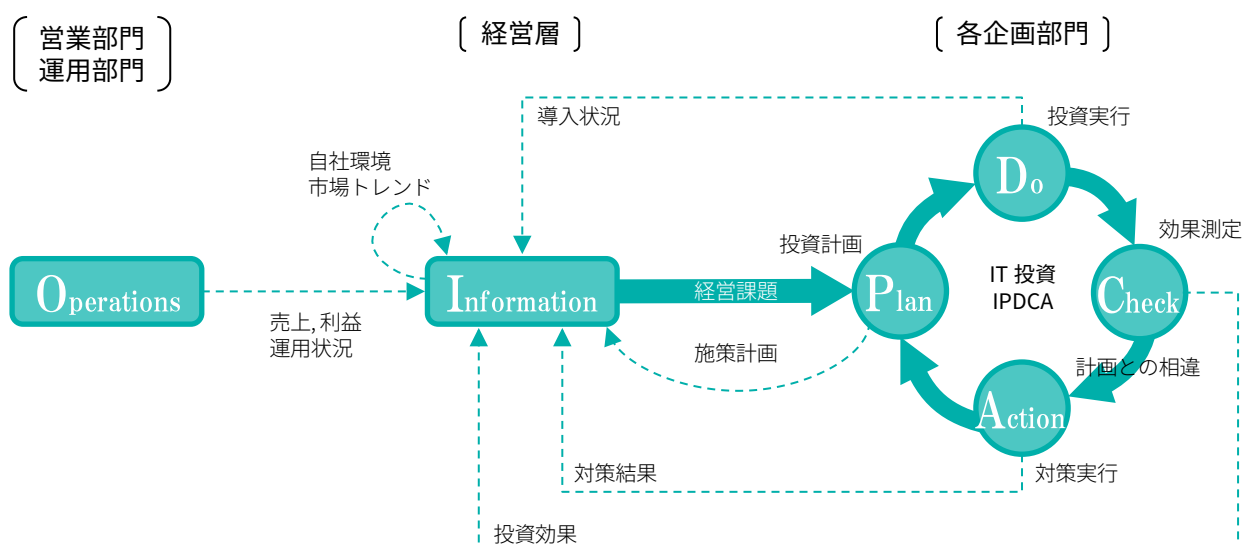 営業部門
運用部門
〔 経営層 〕
〔 各企画部門 〕
導入状況
投資実行
Do
自社環境
市場トレンド
投資計画
効果測定
Operations
Information
経営課題
Plan
IT 投資
IPDCA
Check
売上, 利益
運用状況
施策計画
計画との相違
Action
対策結果
対策実行
投資効果